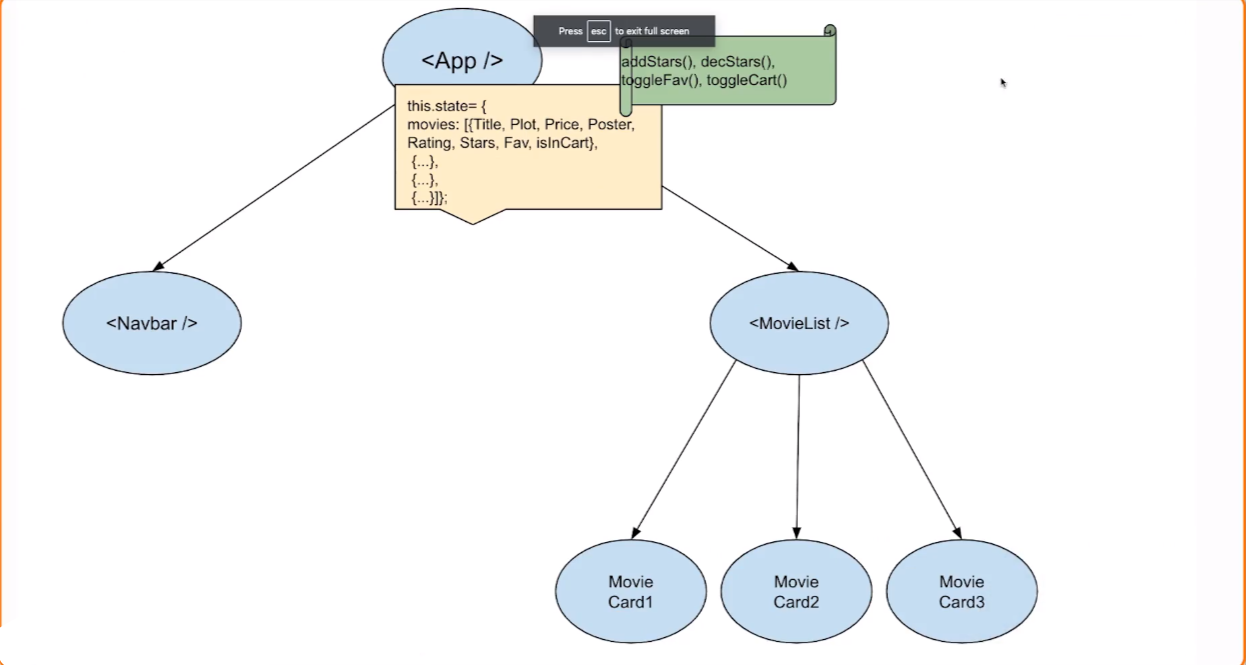 Press esc to exit full screen
<App />
addStars(), decStars(),
toggleFav(), toggleCart()
this.state= {
movies: [{Title, Plot, Price, Poster,
Rating, Stars, Fav, isInCart},
{...},
{...},
{...}]};
<Navbar />
<MovieList />
Movie
Card1
Movie
Card2
Movie
Card3